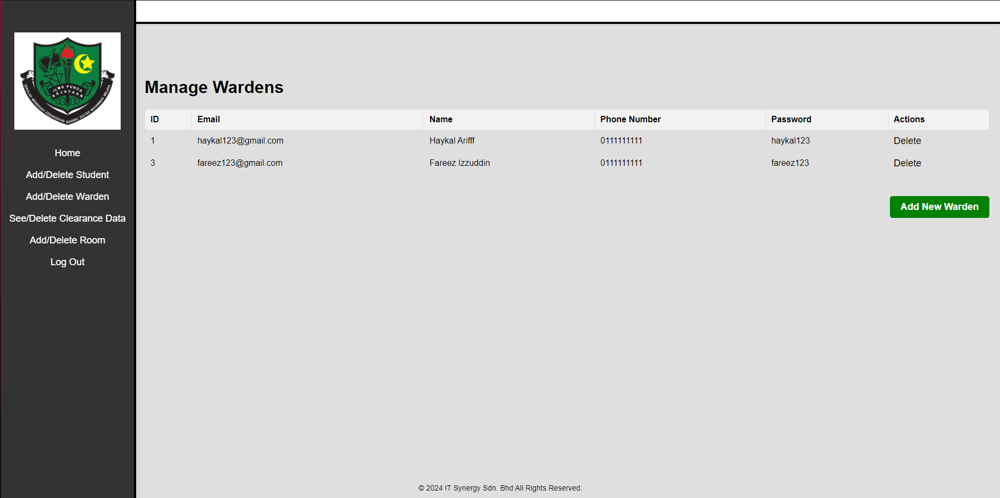 ILMU PUNCA
KEJAYAAN
SEKOLAH MENENGAH KEBANGSAAN (AGAMA) SULTAN MUHAMMAD MELAKA
Home
Add/Delete Student
Add/Delete Warden
See/Delete Clearance Data
Add/Delete Room
Log Out
Manage Wardens
ID Email Name Phone Number Password Actions
1 haykal123@gmail.com Haykal Arifff 0111111111 haykal123 Delete
3 fareez123@gmail.com Fareez Izzuddin 0111111111 fareez123 Delete
Add New Warden
© 2024 IT Synergy Sdn. Bhd All Rights Reserved.